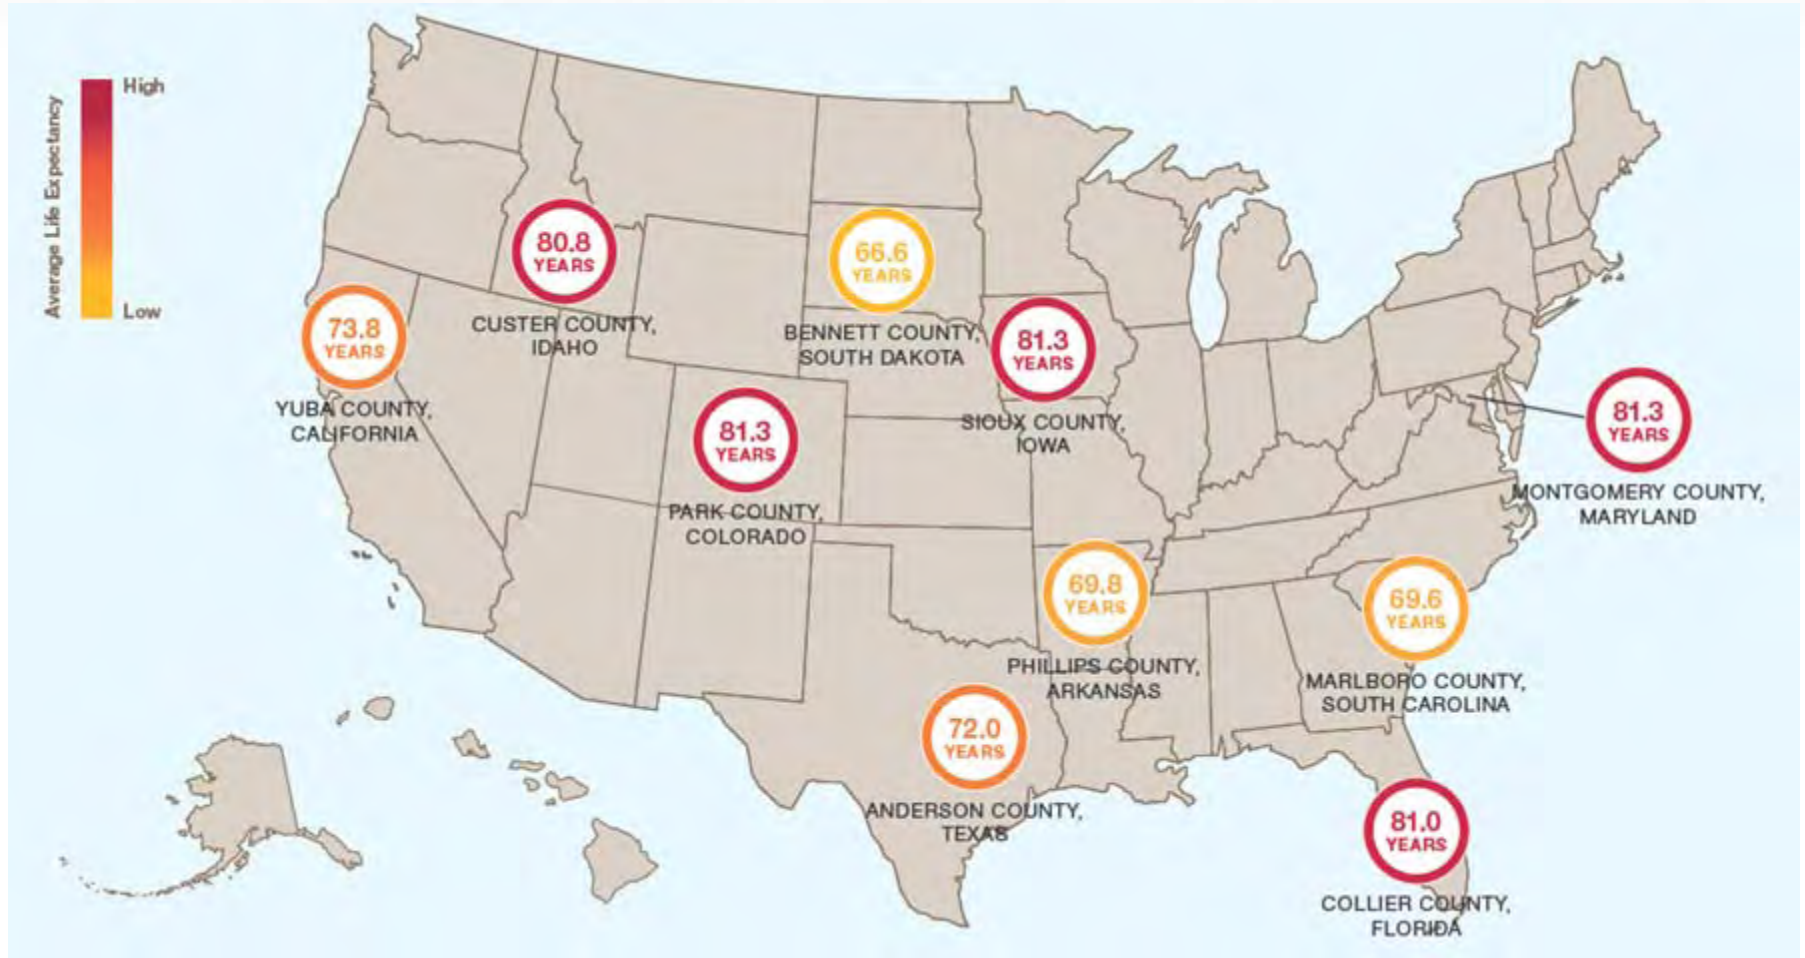 High
Average Life Expectancy
Low
80.8
YEARS
CUSTER COUNTY,
IDAHO
66.6
YEARS
BENNETT COUNTY,
SOUTH DAKOTA
73.8
YEARS
YUBA COUNTY,
CALIFORNIA
81.3
YEARS
SIOUX COUNTY,
IOWA
81.3
YEARS
PARK COUNTY,
COLORADO
81.3
YEARS
MONTGOMERY COUNTY,
MARYLAND
69.8
YEARS
PHILLIPS COUNTY,
ARKANSAS
69.6
YEARS
MARLBORO COUNTY,
SOUTH CAROLINA
72.0
YEARS
ANDERSON COUNTY,
TEXAS
81.0
YEARS
COLLIER COUNTY,
FLORIDA